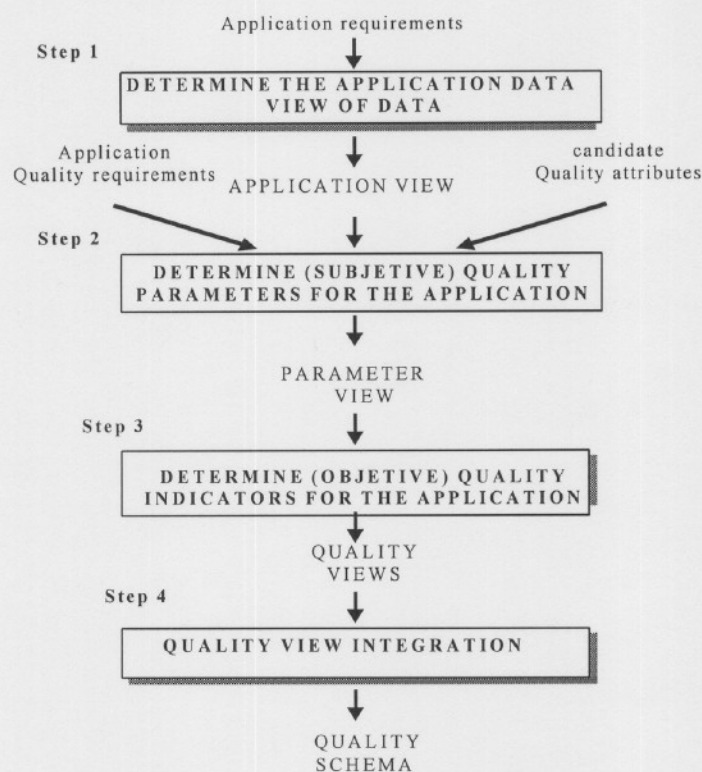 Application requirements
Step 1
DETERMINE THE APPLICATION DATA
VIEW OF DATA
Application
Quality requirements
candidate
Quality attributes
APPLICATION VIEW
Step 2
DETERMINE (SUBJETIVE) QUALITY
PARAMETERS FOR THE APPLICATION
PARAMETER
VIEW
Step 3
DETERMINE (OBJETIVE) QUALITY
INDICATORS FOR THE APPLICATION
QUALITY
VIEWS
Step 4
QUALITY VIEW INTEGRATION
QUALITY
SCHEMA